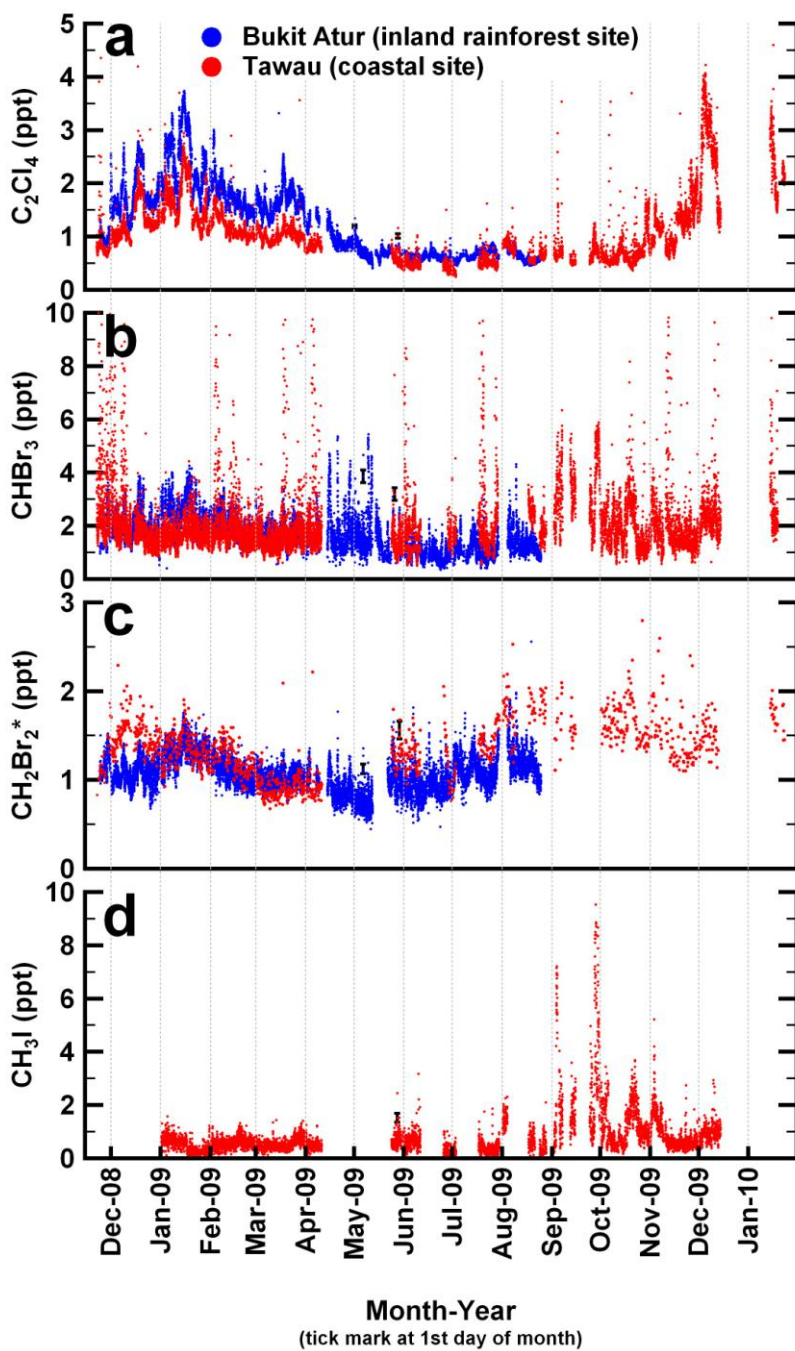 a
Bukit Atur (inland rainforest site)
Tawau (coastal site)
C₂Cl₄ (ppt)
5
4
3
2
1
0
b
CHBr₃ (ppt)
10
8
6
4
2
0
c
CH₂Br₂* (ppt)
3
2
1
0
d
CH₃I (ppt)
10
8
6
4
2
0
Dec-08
Jan-09
Feb-09
Mar-09
Apr-09
May-09
Jun-09
Jul-09
Aug-09
Sep-09
Oct-09
Nov-09
Dec-09
Jan-10
Month-Year
(tick mark at 1st day of month)